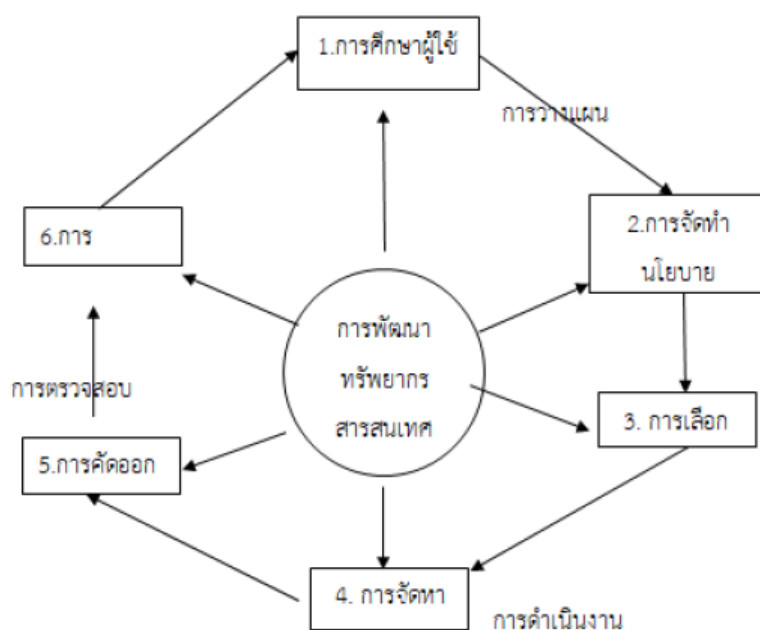 1.การศึกษาผู้ใช้
การวางแผน
2.การจัดทำ
นโยบาย
6.การ
การพัฒนา
ทรัพยากร
สารสนเทศ
การตรวจสอบ
3. การเลือก
5.การคัดออก
4. การจัดทา
การดำเนินงาน